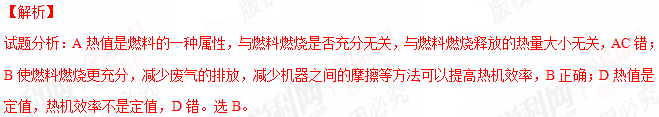 【解析】
试题分析：A 热值是燃料的一种属性，与燃料燃烧是否充分无关，与燃料燃烧释放的热量大小无关，AC 错；
B 使燃料燃烧更充分，减少废气的排放，减少机器之间的摩擦等方法可以提高热机效率，B 正确；D 热值是
定值，热机效率不是定值，D 错。选 B。